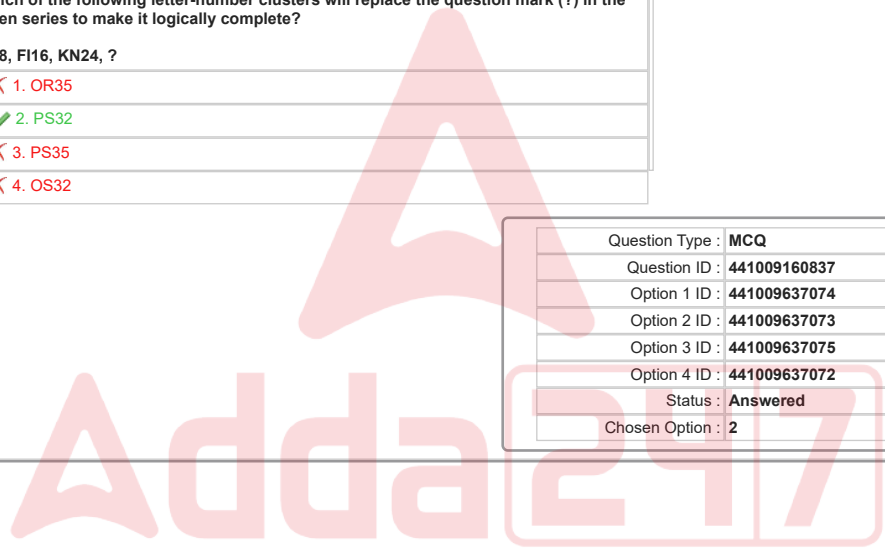 of the following letter-number clusters will replace the question mark (?) in the
series to make it logically complete?
8, FI16, KN24, ?
1. OR35
2. PS32
3. PS35
4. OS32
Question Type : MCQ
Question ID : 441009160837
Option 1 ID : 441009637074
Option 2 ID : 441009637073
Option 3 ID : 441009637075
Option 4 ID : 441009637072
Status : Answered
Chosen Option : 2
Adda247